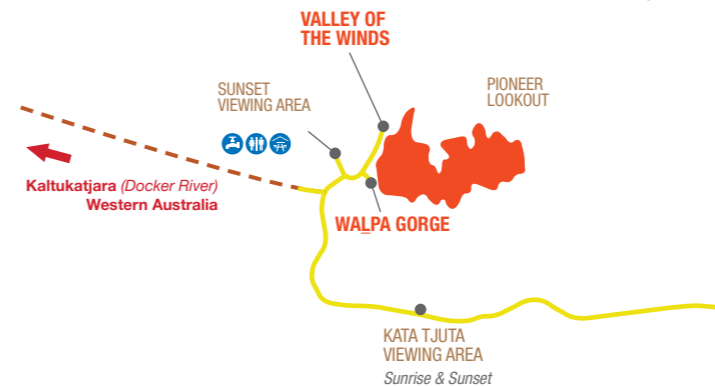 VALLEY OF
THE WINDS
SUNSET
VIEWING AREA
PIONEER
LOOKOUT
Kaltukatjara (Docker River)
Western Australia
WAḺPA GORGE
KATA TJUTA
VIEWING AREA
Sunrise & Sunset